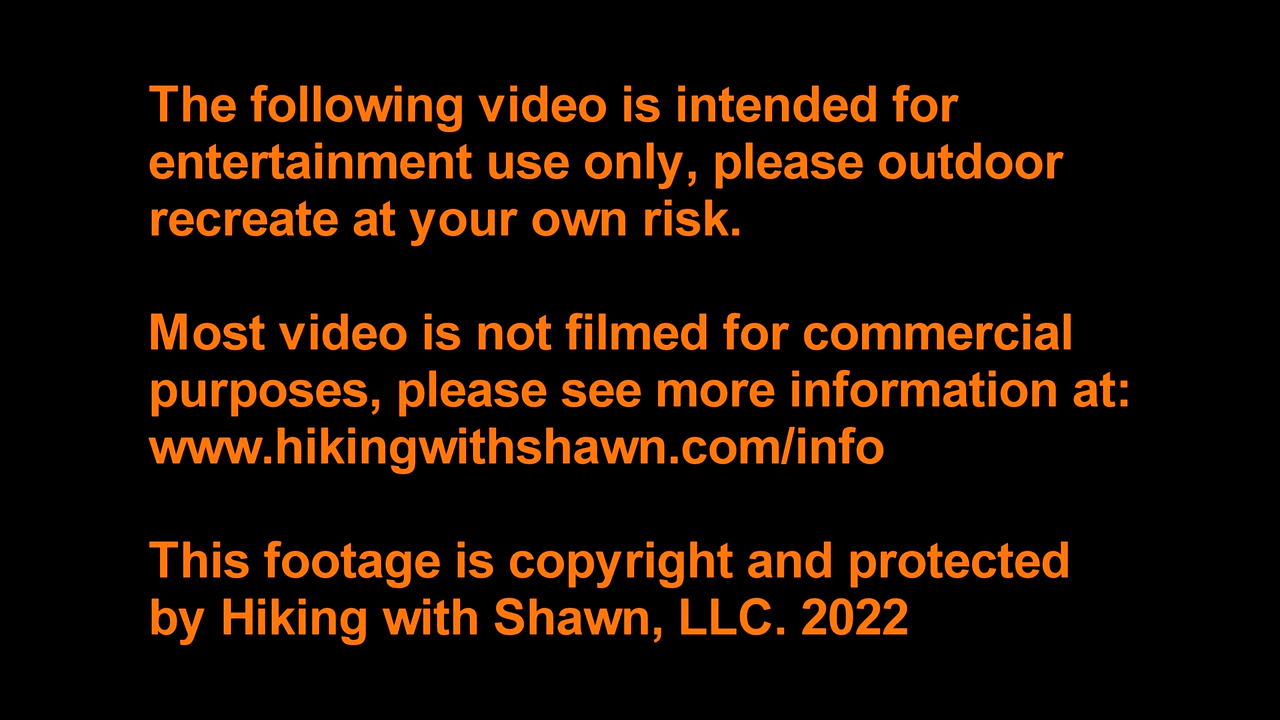 The following video is intended for
entertainment use only, please outdoor
recreate at your own risk.
Most video is not filmed for commercial
purposes, please see more information at:
www.hikingwithshawn.com/info
This footage is copyright and protected
by Hiking with Shawn, LLC. 2022